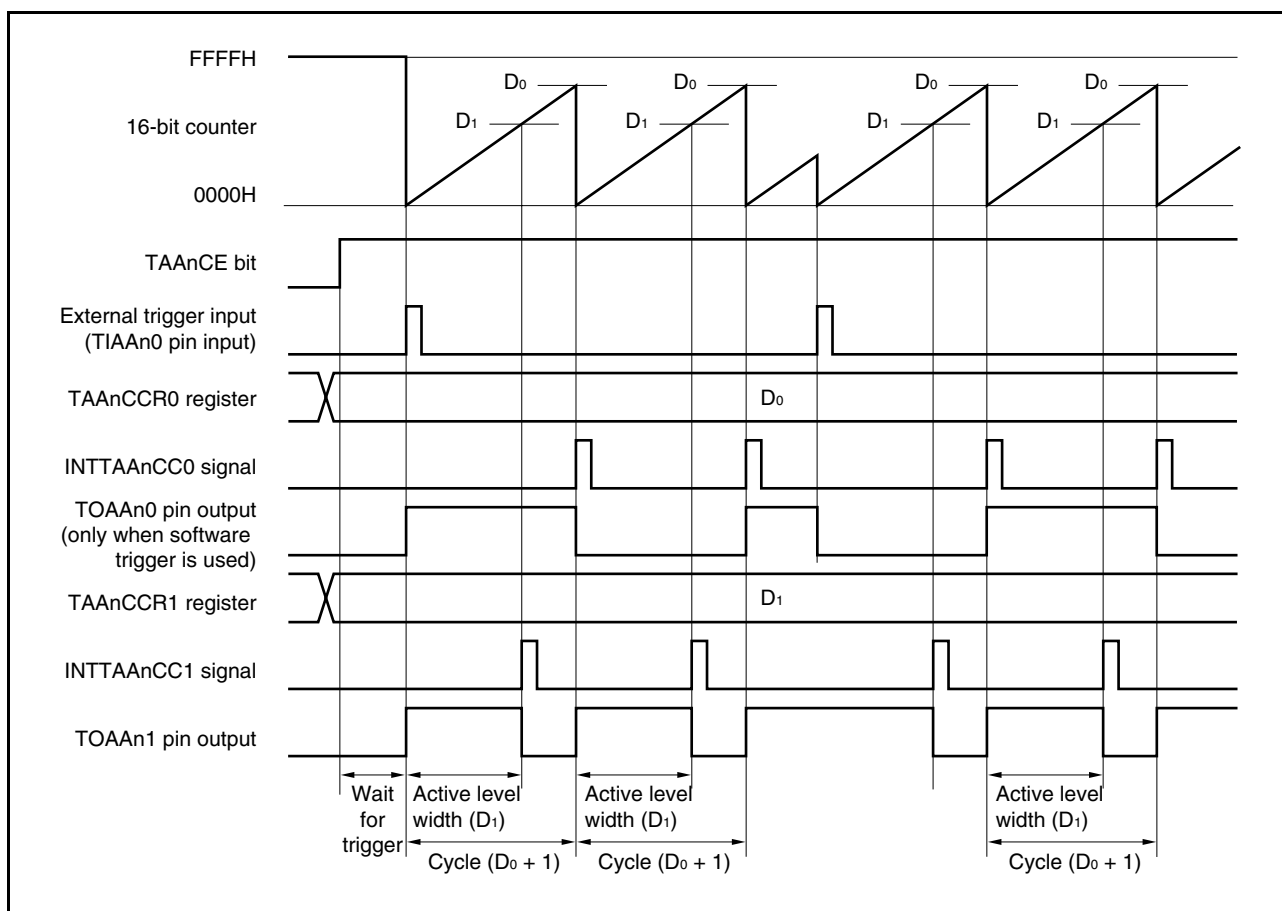 FFFFH
16-bit counter
0000H
D0
D1
D0
D1
D0
D1
D0
D1
TAAnCE bit
External trigger input
(TIAAn0 pin input)
TAAnCCR0 register
D0
INTTAAnCC0 signal
TOAAn0 pin output
(only when software
trigger is used)
TAAnCCR1 register
D1
INTTAAnCC1 signal
TOAAn1 pin output
Wait
for
trigger
Active level
width (D1)
Cycle (D0 + 1)
Active level
width (D1)
Cycle (D0 + 1)
Active level
width (D1)
Cycle (D0 + 1)